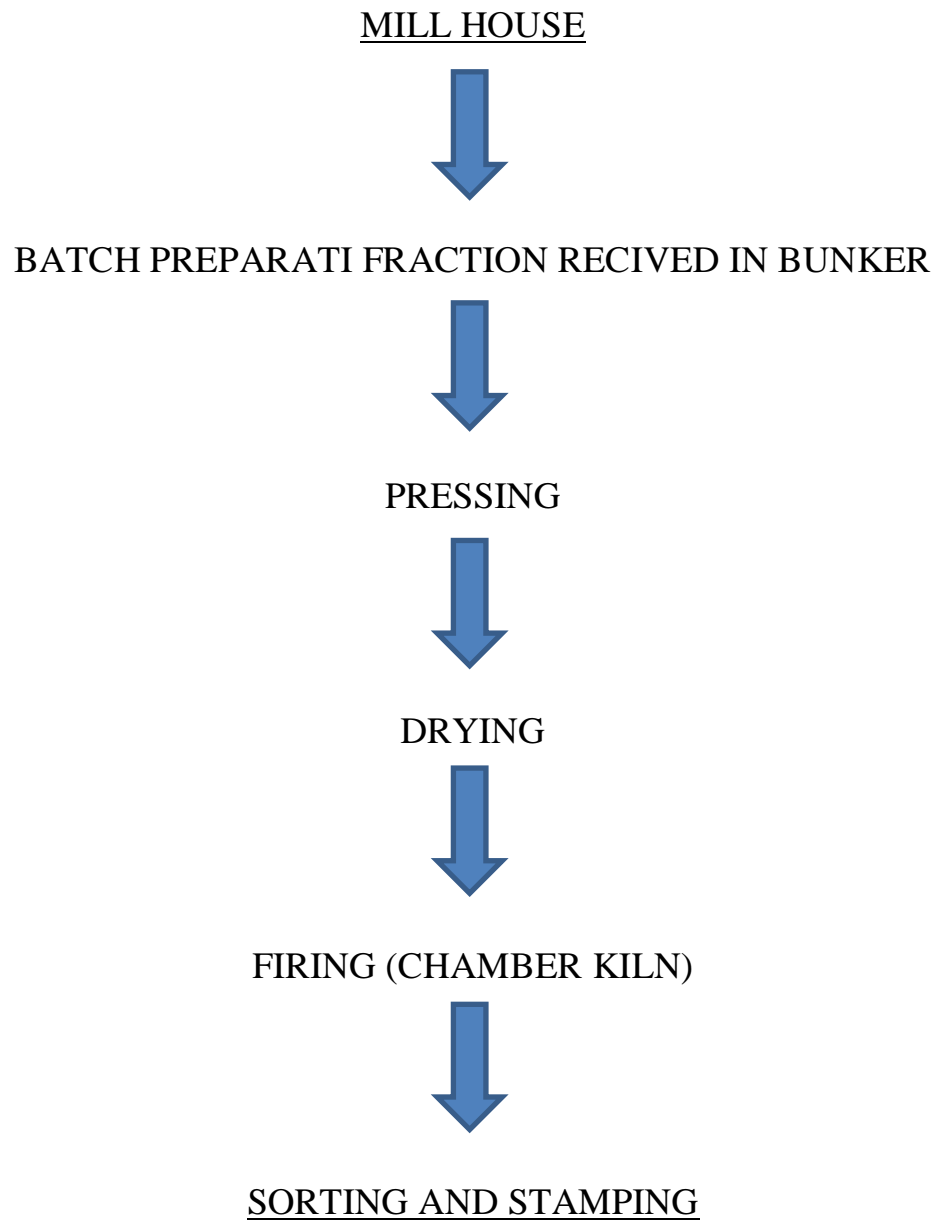 MILL HOUSE
BATCH PREPARATI FRACTION RECIVED IN BUNKER
PRESSING
DRYING
FIRING (CHAMBER KILN)
SORTING AND STAMPING